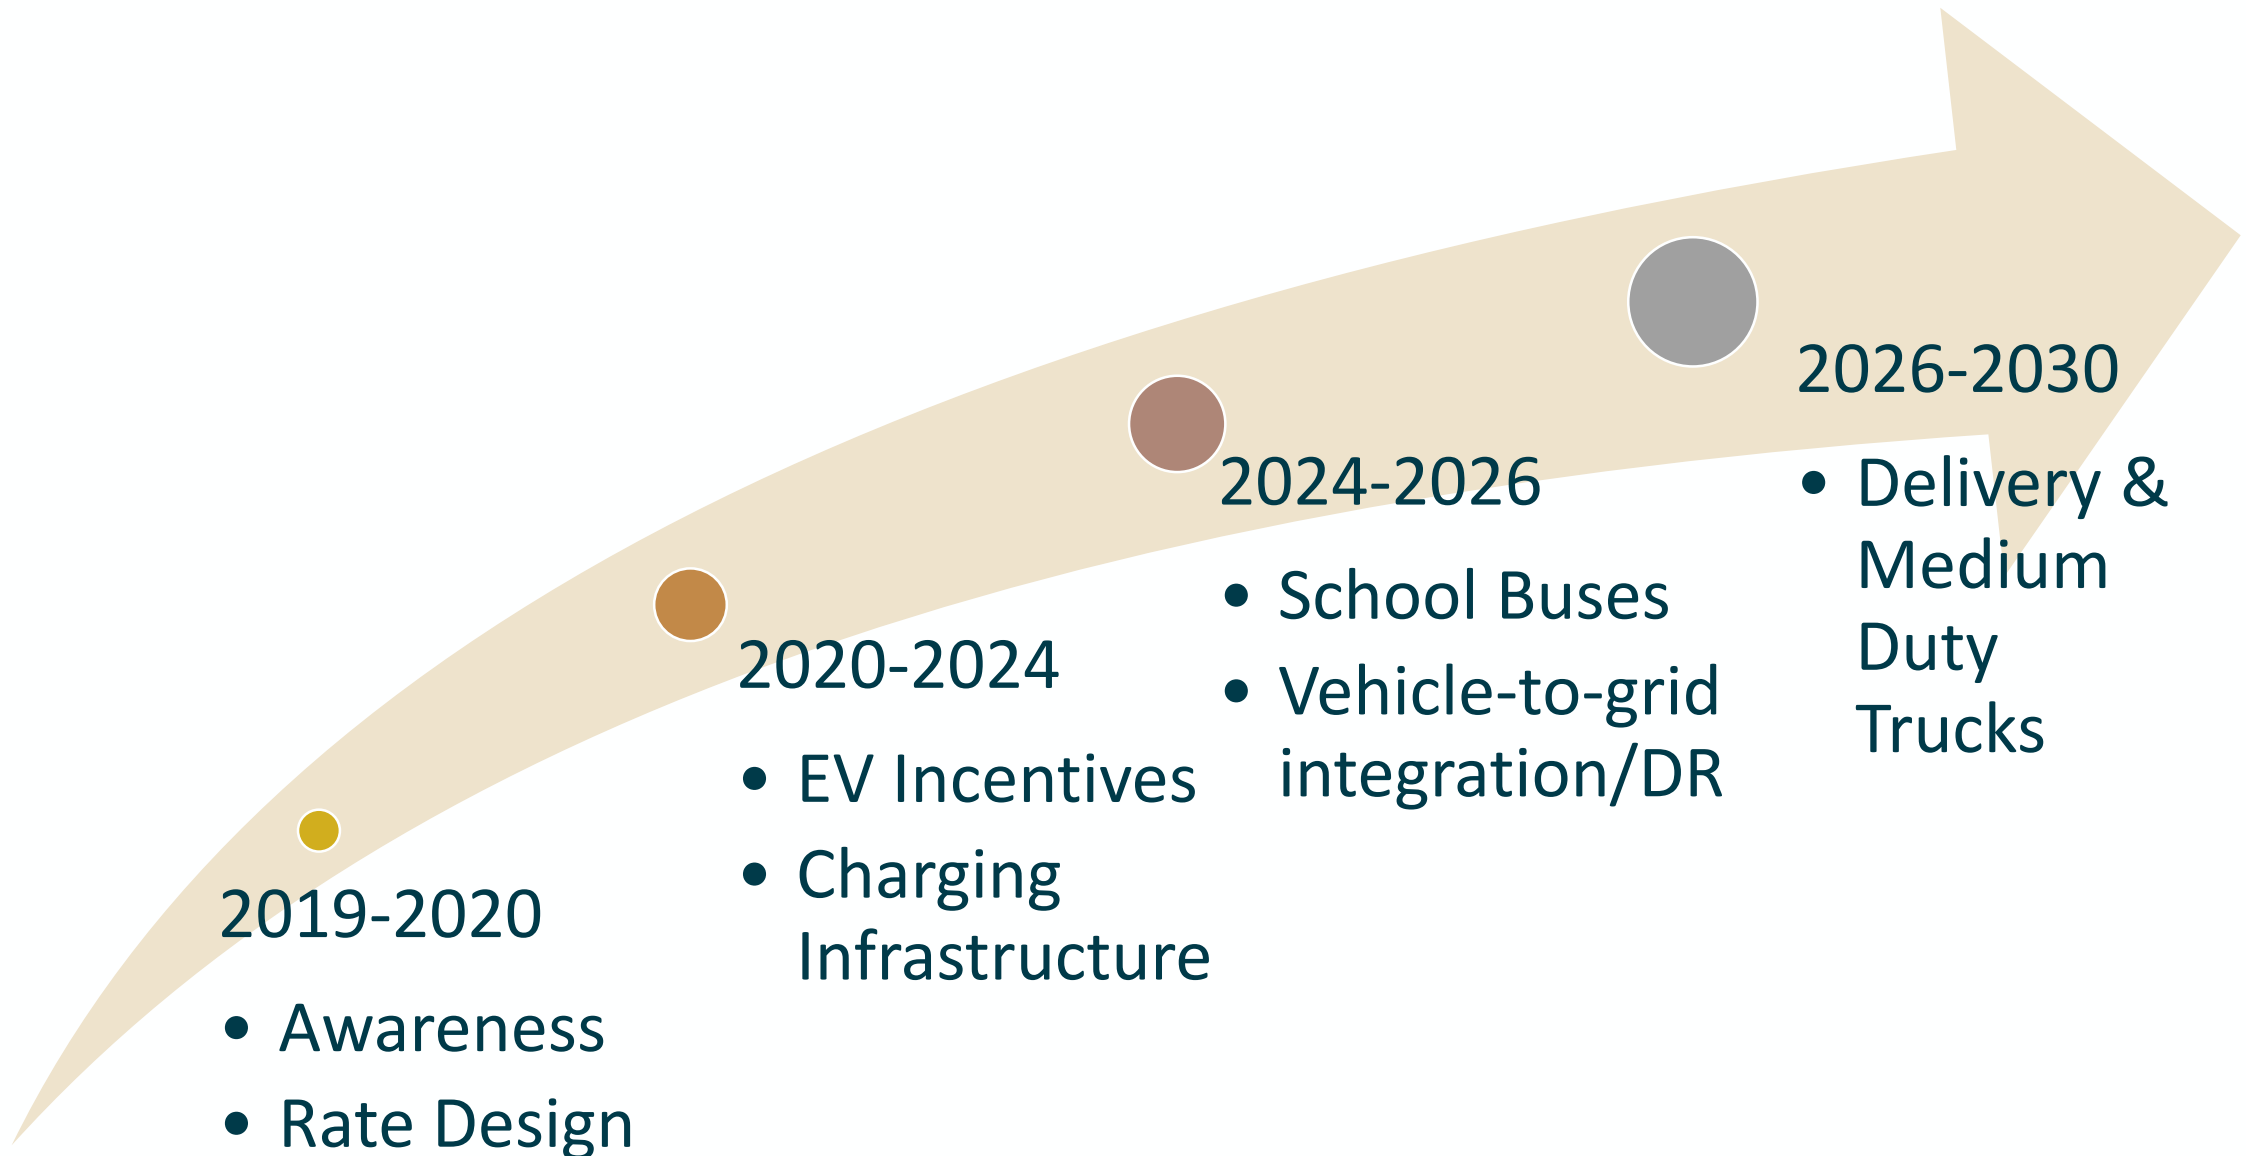 2019-2020
• Awareness
• Rate Design
2020-2024
• EV Incentives
• Charging
Infrastructure
2024-2026
• School Buses
• Vehicle-to-grid
integration/DR
2026-2030
• Delivery &
Medium
Duty
Trucks